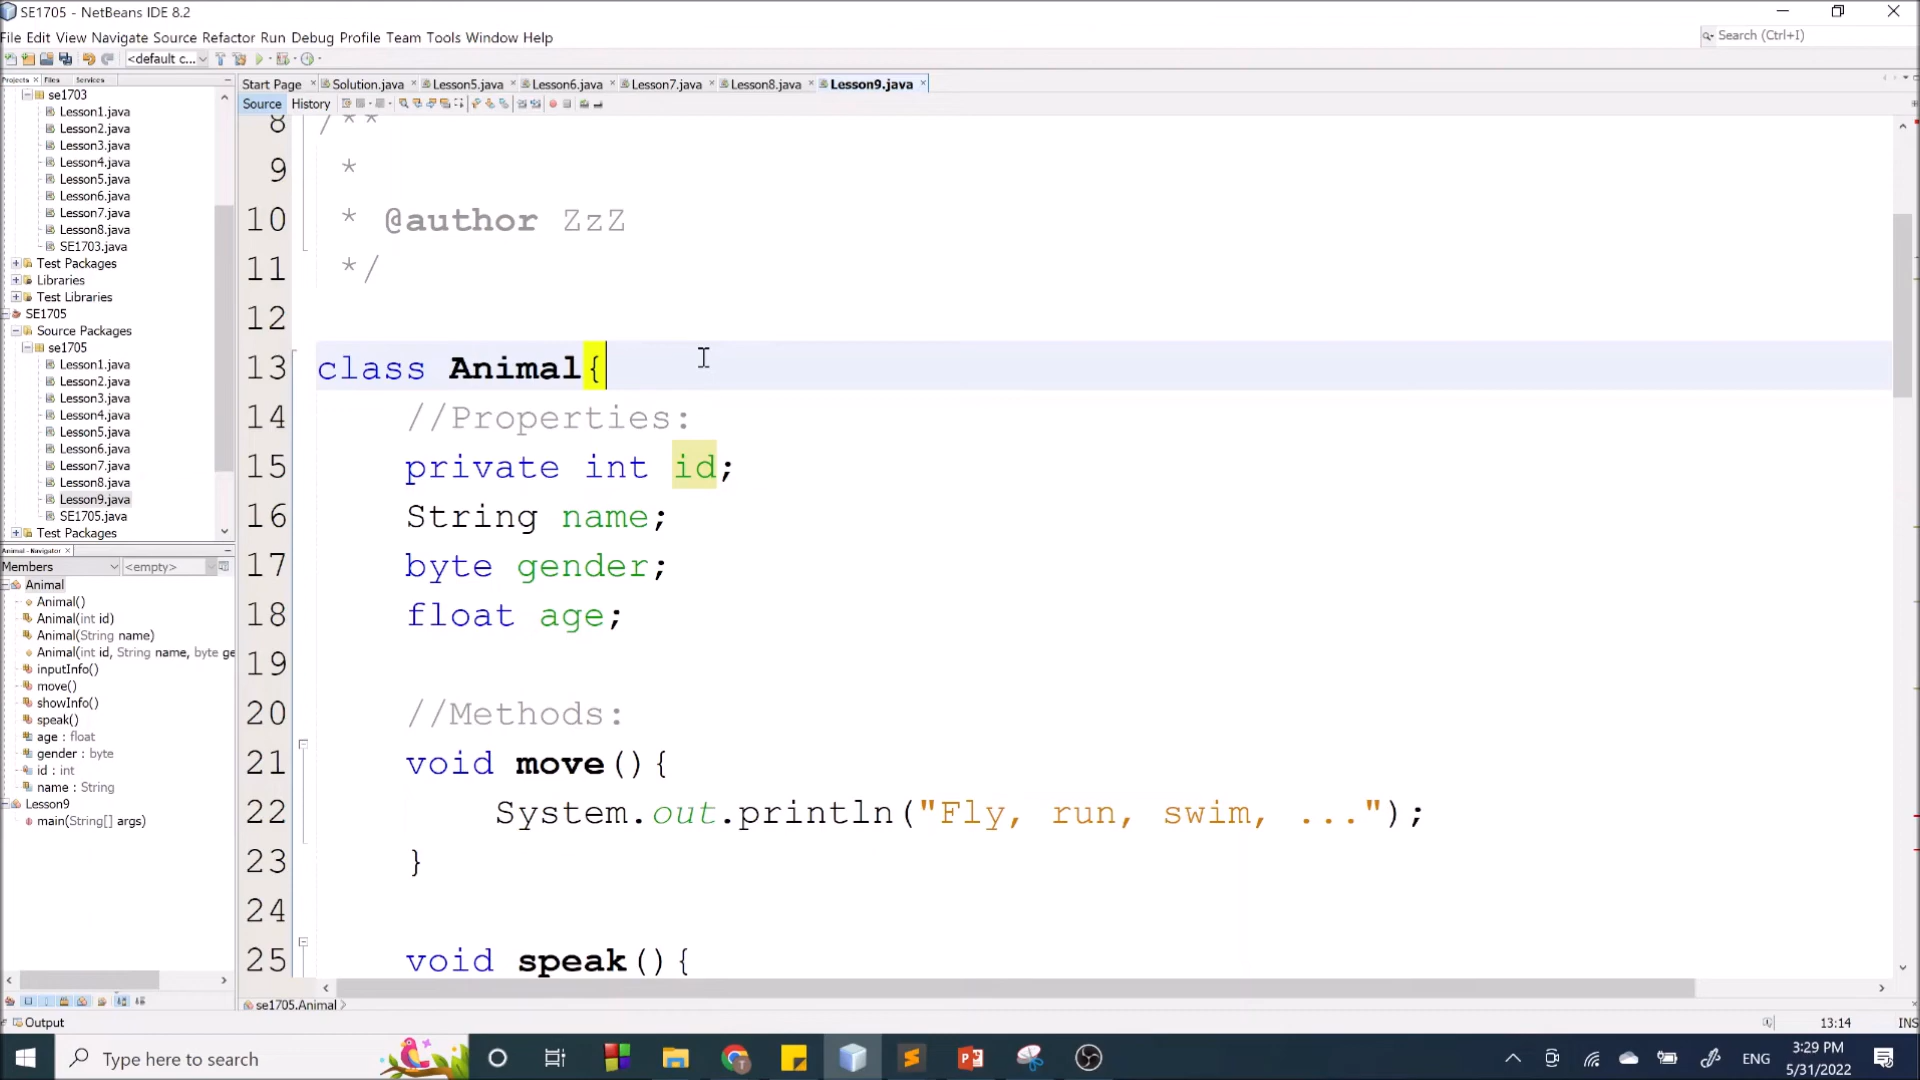 SE1705 - NetBeans IDE 8.2
File Edit View Navigate Source Refactor Run Debug Profile Team Tools Window Help
Search (Ctrl+I)
<default c...
Projects Files Services
Start Page Solution.java Lesson5.java Lesson6.java Lesson7.java Lesson8.java Lesson9.java
Source History
se1703
Lesson1.java
Lesson2.java
Lesson3.java
Lesson4.java
Lesson5.java
Lesson6.java
Lesson7.java
Lesson8.java
SE1703.java
Test Packages
Libraries
Test Libraries
SE1705
Source Packages
se1705
Lesson1.java
Lesson2.java
Lesson3.java
Lesson4.java
Lesson5.java
Lesson6.java
Lesson7.java
Lesson8.java
Lesson9.java
SE1705.java
Test Packages
Animal - Navigator
Members <empty>
Animal
Animal()
Animal(int id)
Animal(String name)
Animal(int id, String name, byte ge
inputInfo()
move()
showInfo()
speak()
age : float
gender : byte
id : int
name : String
Lesson9
main(String[] args)
8 /**
9 *
10 * @author ZzZ
11 */
12
13 class Animal{
14 //Properties:
15 private int id;
16 String name;
17 byte gender;
18 float age;
19
20 //Methods:
21 void move(){
22 System.out.println("Fly, run, swim, ...");
23 }
24
25 void speak(){
se1705.Animal
Output
13:14 INS
Type here to search
ENG
3:29 PM
5/31/2022